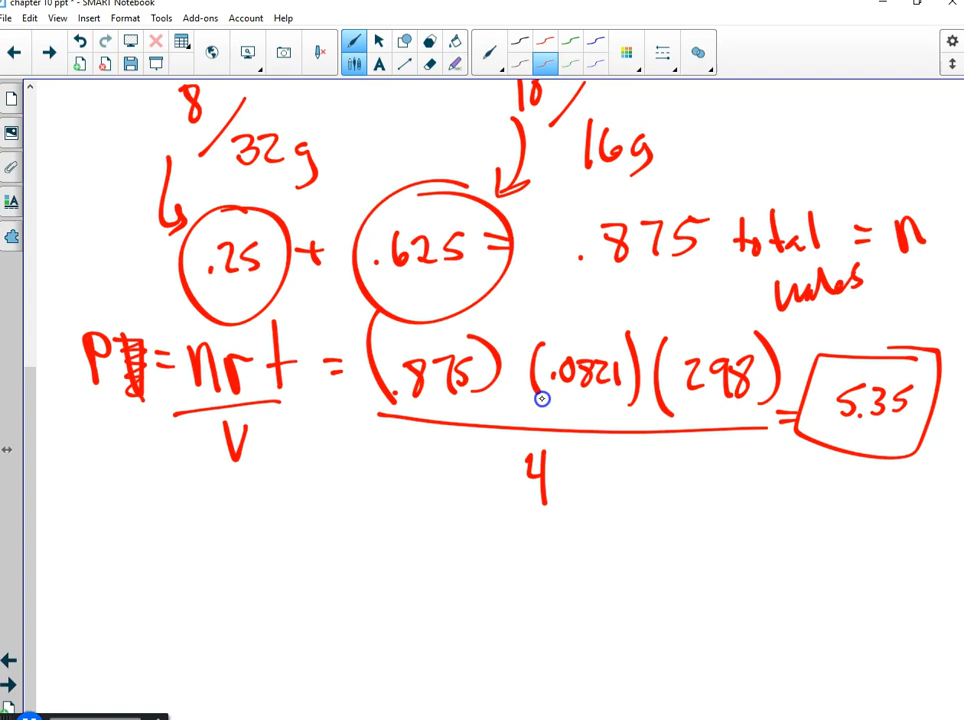 chapter 10 ppt * - SMART Notebook
File Edit View Insert Format Tools Add-ons Account Help
8 / 32g
/ 16g
.25 + .625 = .875 total = n
moles
P = nrt = (.875) (.0821) (298) = 5.35
V 4